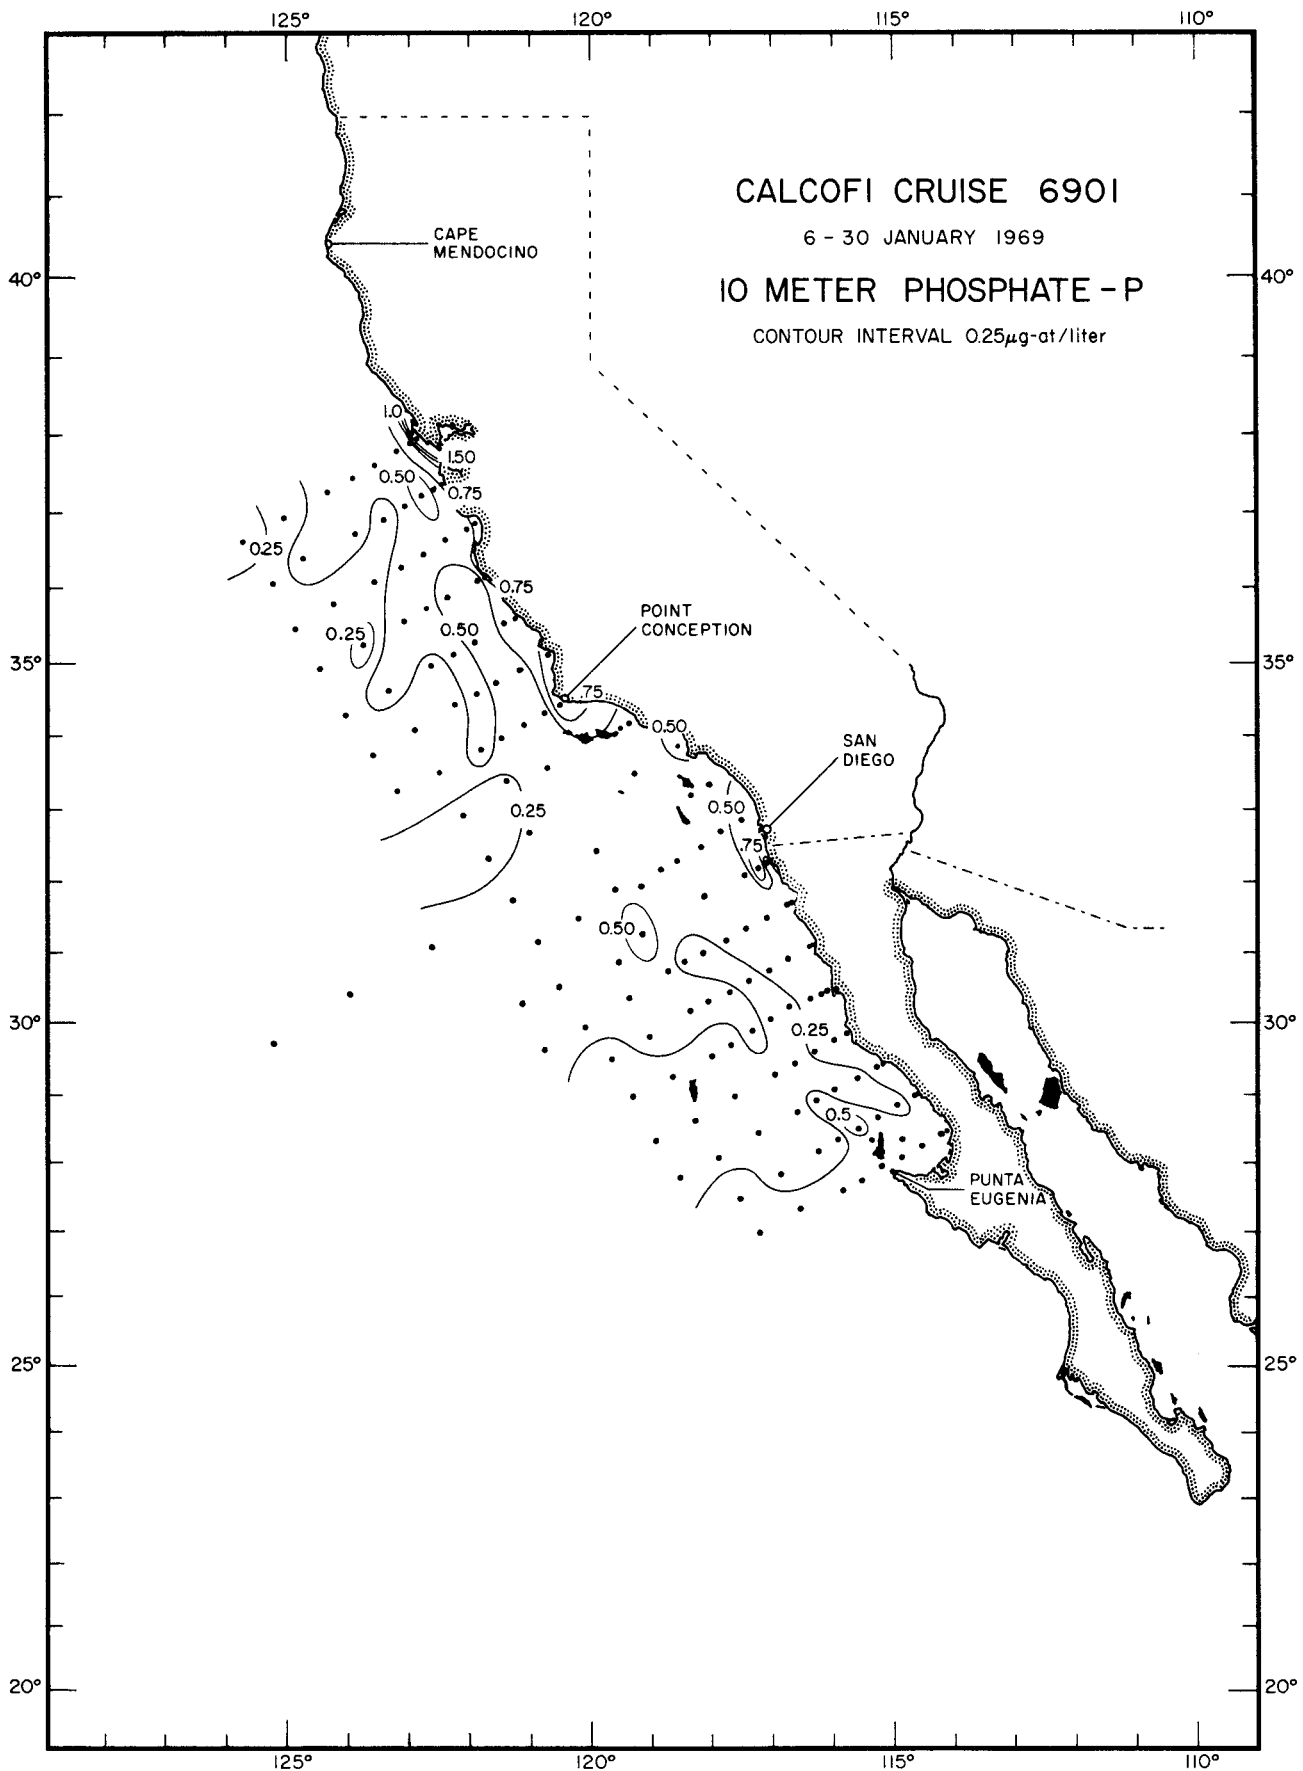 125° 120° 115° 110°
CALCOFI CRUISE 6901
6 - 30 JANUARY 1969
CAPE
MENDOCINO
40° 40°
10 METER PHOSPHATE - P
CONTOUR INTERVAL 0.25µg-at/liter
1.0
1.50
0.50
0.75
0.25
0.75
POINT
CONCEPTION
0.25
0.50
35° 35°
.75
0.50
SAN
DIEGO
0.25
0.50
.75
0.50
30° 30°
0.25
0.5
PUNTA
EUGENIA
25° 25°
20° 20°
125° 120° 115° 110°